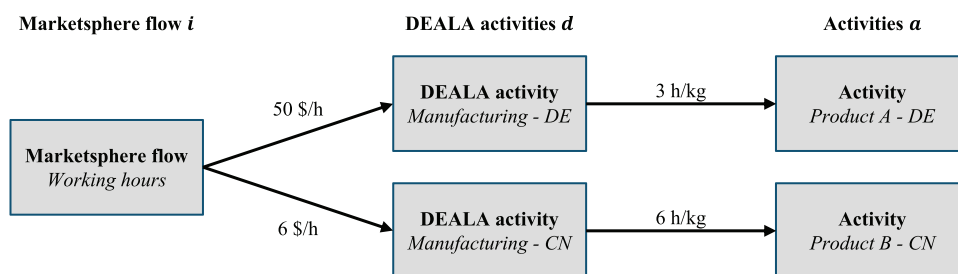 Marketsphere flow i
DEALA activities d
Activities a
50 $/h
DEALA activity
Manufacturing - DE
3 h/kg
Activity
Product A - DE
Marketsphere flow
Working hours
6 $/h
DEALA activity
Manufacturing - CN
6 h/kg
Activity
Product B - CN